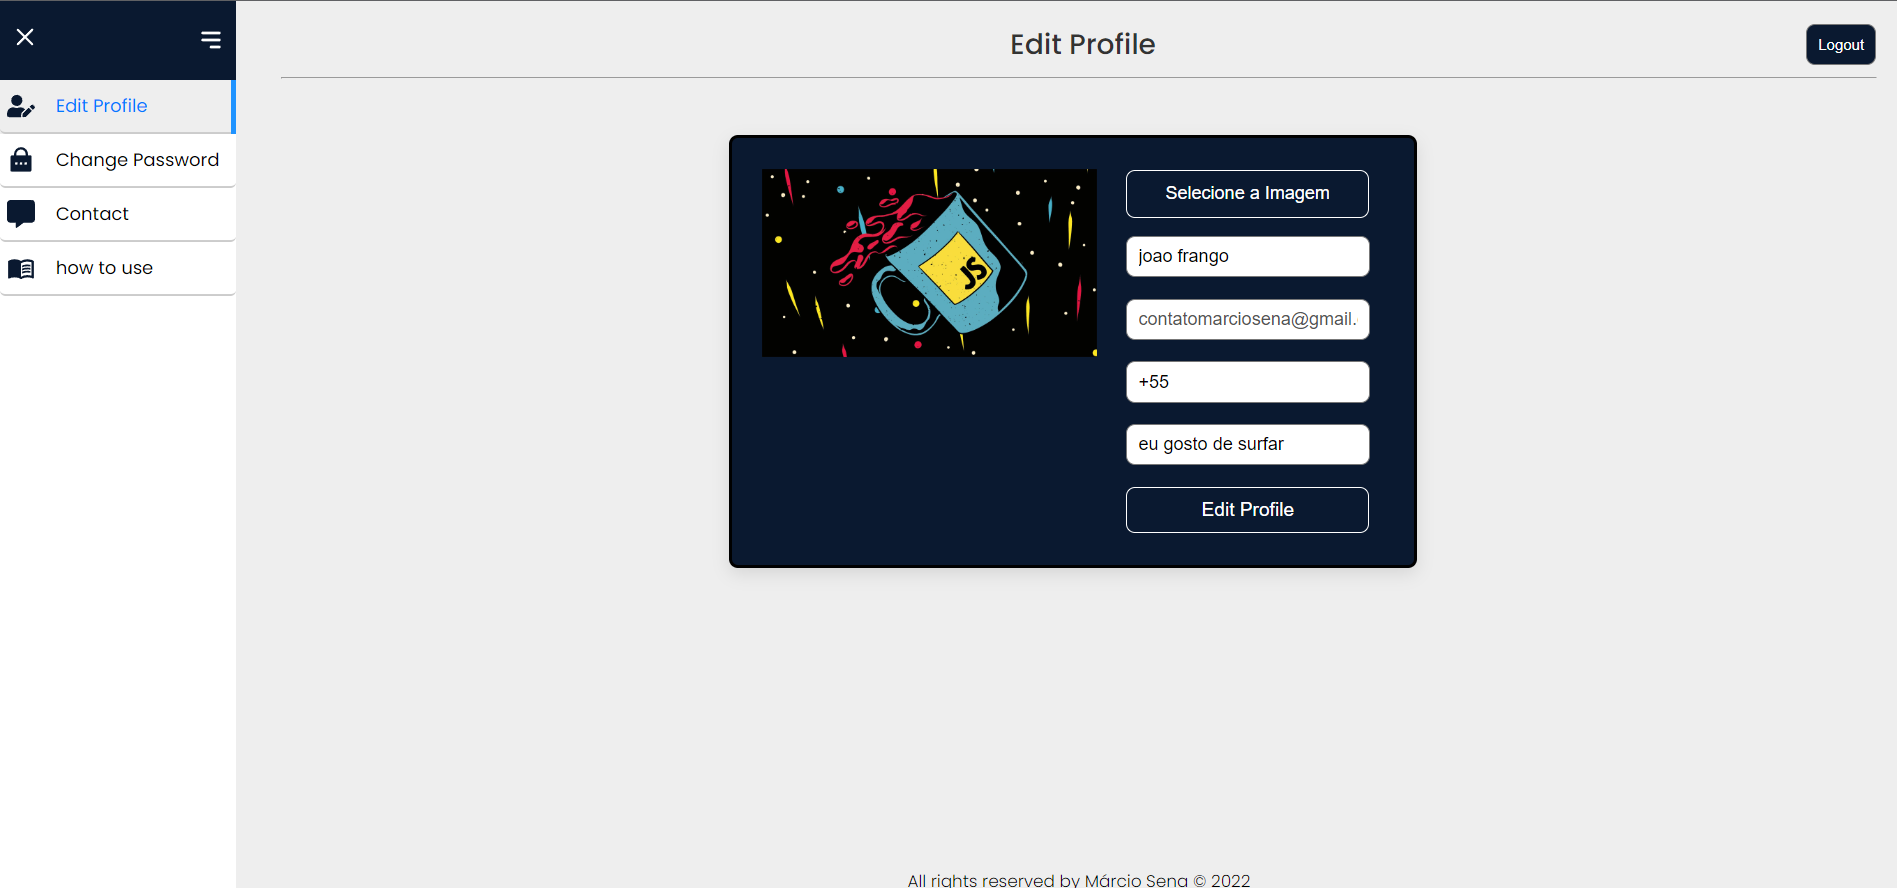 Edit Profile
Logout
Edit Profile
Change Password
Contact
how to use
JS
Selecione a Imagem
joao frango
contatomarciosena@gmail.
+55
eu gosto de surfar
Edit Profile
All rights reserved by Márcio Sena © 2022